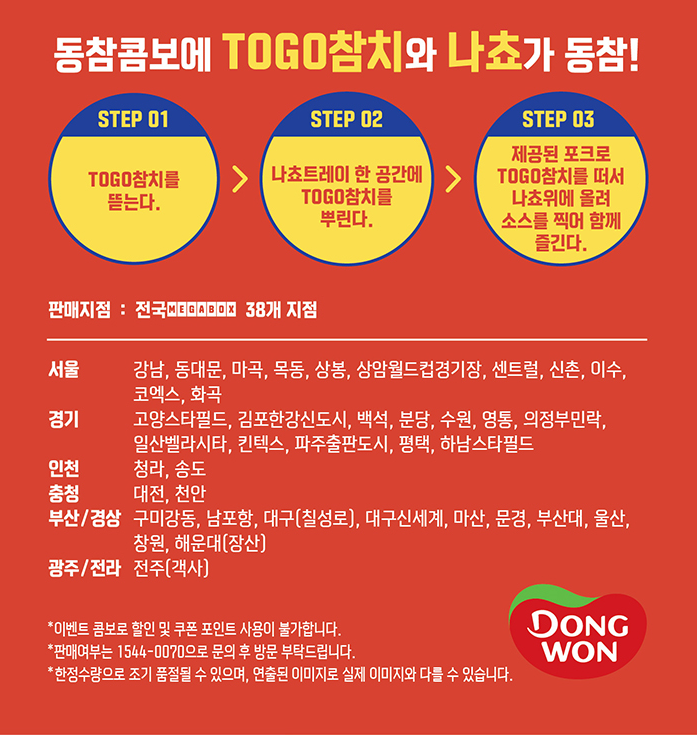 동참콤보에 TOGO참치와 나쵸가 동참!
STEP 01
TOGO참치를
뜯는다.
STEP 02
나쵸트레이 한 공간에
TOGO참치를
뿌린다.
STEP 03
제공된 포크로
TOGO참치를 떠서
나쵸위에 올려
소스를 찍어 함께
즐긴다.
판매지점 : 전국MEGABOX 38개 지점
서울 강남, 동대문, 마곡, 목동, 상봉, 상암월드컵경기장, 센트럴, 신촌, 이수,
코엑스, 화곡
경기 고양스타필드, 김포한강신도시, 백석, 분당, 수원, 영통, 의정부민락,
일산벨라시타, 킨텍스, 파주출판도시, 평택, 하남스타필드
인천 청라, 송도
충청 대전, 천안
부산/경상 구미강동, 남포항, 대구(칠성로), 대구신세계, 마산, 문경, 부산대, 울산,
창원, 해운대(장산)
광주/전라 전주(객사)
*이벤트 콤보로 할인 및 쿠폰 포인트 사용이 불가합니다.
*판매여부는 1544-0070으로 문의 후 방문 부탁드립니다.
*한정수량으로 조기 품절될 수 있으며, 연출된 이미지로 실제 이미지와 다를 수 있습니다.
DONG
WON